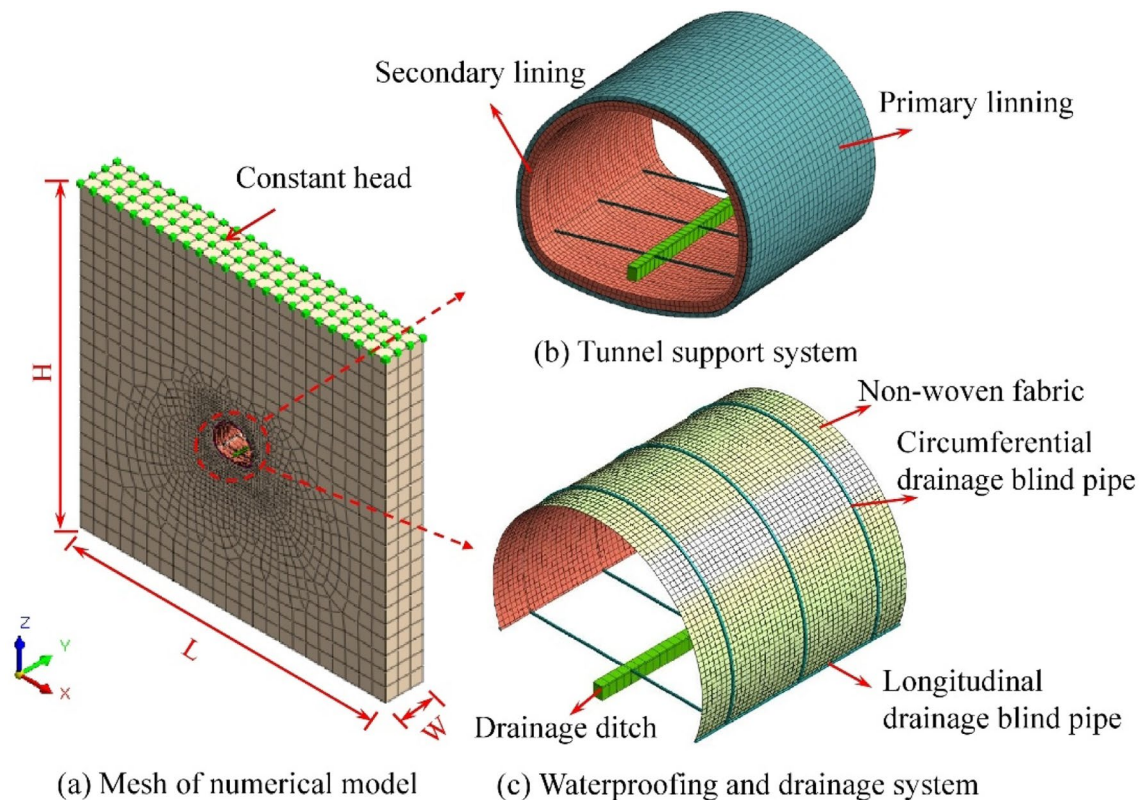 Secondary lining
Primary linning
Constant head
H
(b) Tunnel support system
Non-woven fabric
Circumferential
drainage blind pipe
Z
Y
X
L
W
Drainage ditch
Longitudinal
drainage blind pipe
(a) Mesh of numerical model
(c) Waterproofing and drainage system